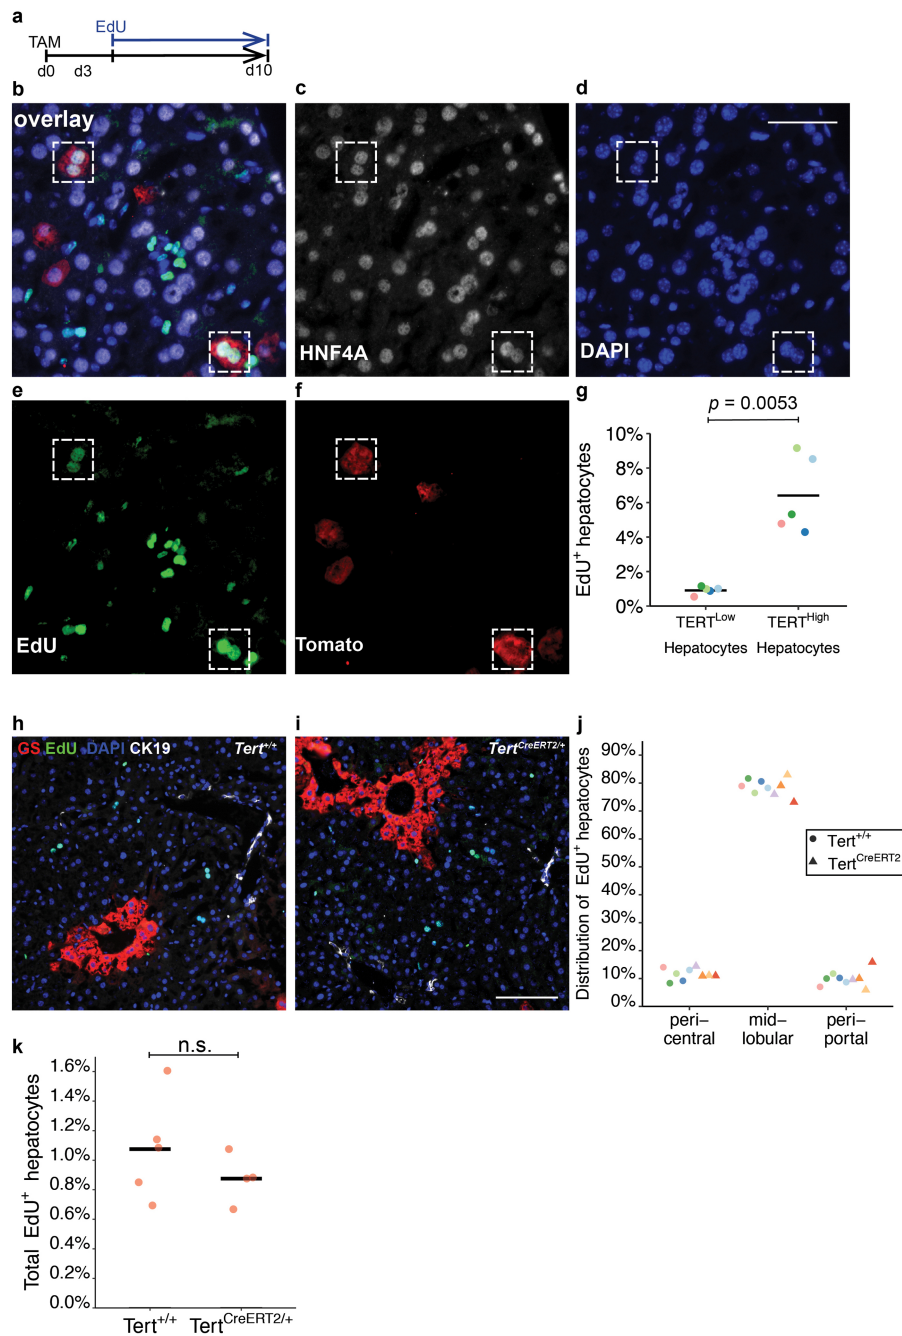 a
EdU
TAM
d0 d3 d10
b c d
overlay
HNF4A
DAPI
e f g
EdU
Tomato
p = 0.0053
EdU+ hepatocytes
10%
8%
6%
4%
2%
0%
TERTLow TERTHigh
Hepatocytes Hepatocytes
h i j
GS EdU DAPI CK19 Tert+/+
TertCreERT2/+
Distribution of EdU+ hepatocytes
90%
80%
70%
60%
50%
40%
30%
20%
10%
0%
Tert+/+
TertCreERT2
peri– mid– peri–
central lobular portal
k
n.s.
Total EdU+ hepatocytes
1.6%
1.4%
1.2%
1.0%
0.8%
0.6%
0.4%
0.2%
0.0%
Tert+/+ TertCreERT2/+